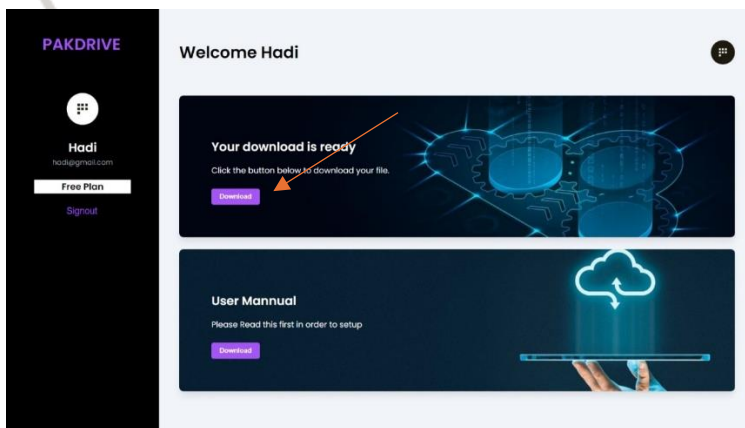 PAKDRIVE
Hadi
hadi@gmail.com
Free Plan
Signout
Welcome Hadi
Your download is ready
Click the button below to download your file.
Download
User Mannual
Please Read this first in order to setup
Download